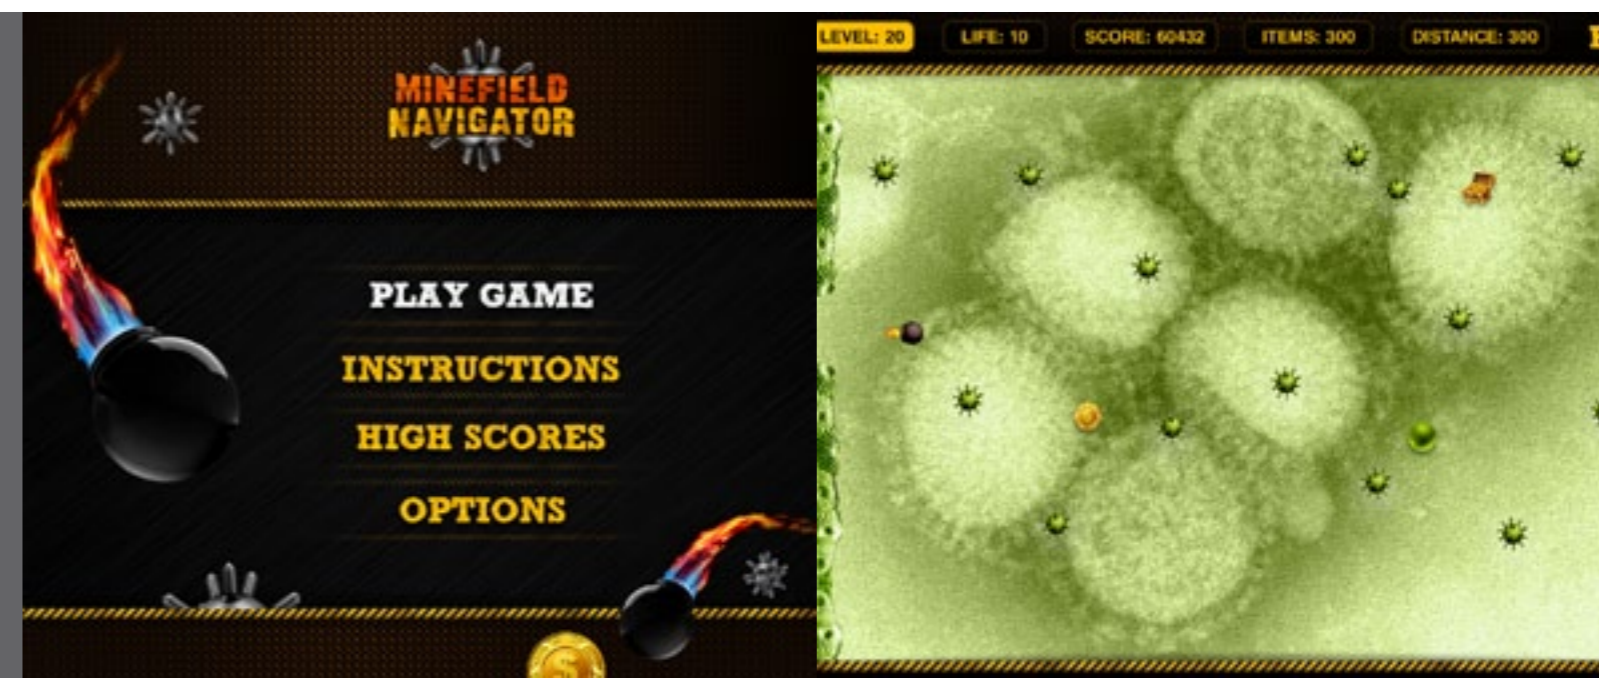 MINEFIELD
NAVIGATOR
PLAY GAME
INSTRUCTIONS
HIGH SCORES
OPTIONS
LEVEL: 20
LIFE: 10
SCORE: 60432
ITEMS: 300
DISTANCE: 300